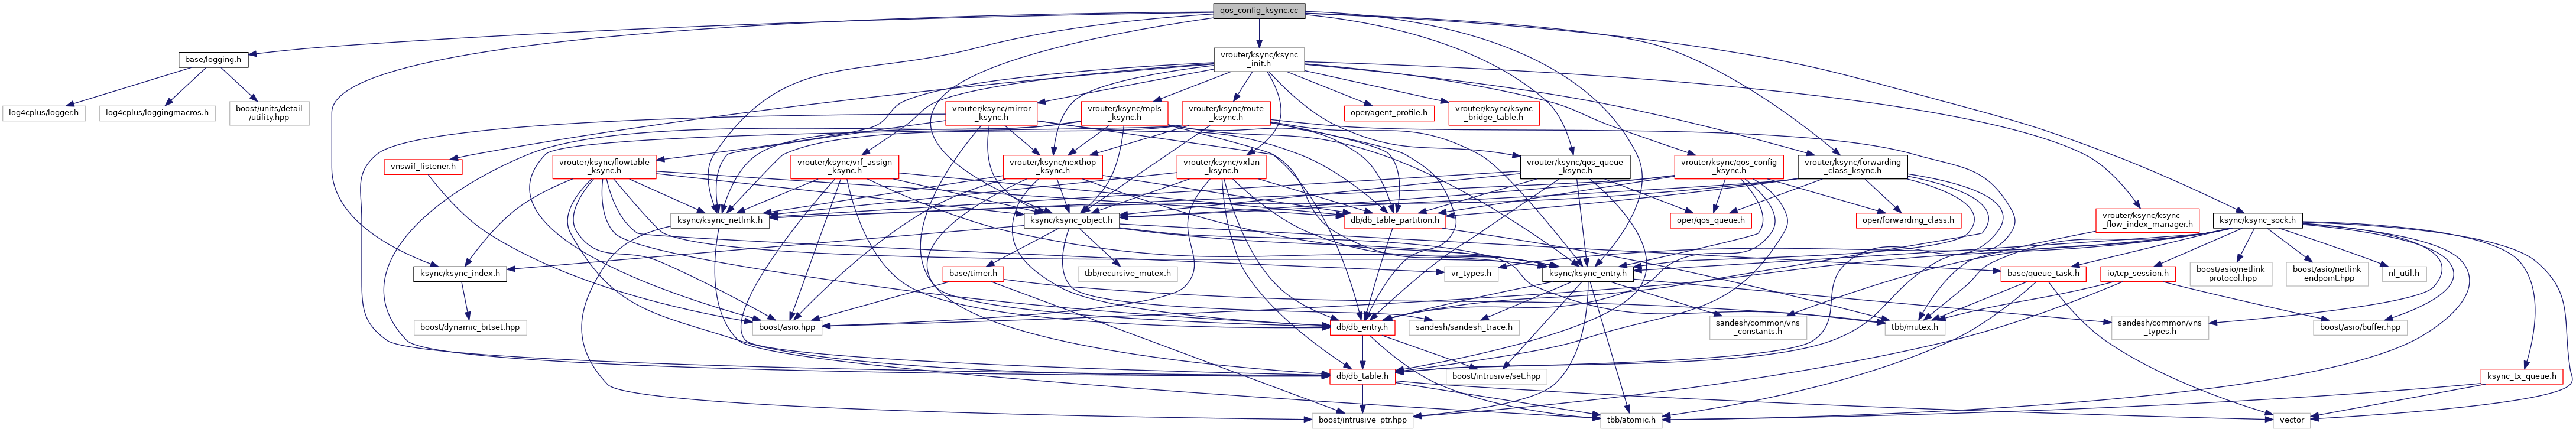 qos_config_ksync.cc
base/logging.h
vrouter/ksync/ksync
_init.h
log4cplus/logger.h
log4cplus/loggingmacros.h
boost/units/detail
/utility.hpp
vrouter/ksync/mirror
_ksync.h
vrouter/ksync/mpls
_ksync.h
vrouter/ksync/route
_ksync.h
oper/agent_profile.h
vrouter/ksync/ksync
_bridge_table.h
vnswif_listener.h
vrouter/ksync/flowtable
_ksync.h
vrouter/ksync/vrf_assign
_ksync.h
vrouter/ksync/nexthop
_ksync.h
vrouter/ksync/vxlan
_ksync.h
vrouter/ksync/qos_queue
_ksync.h
vrouter/ksync/qos_config
_ksync.h
vrouter/ksync/forwarding
_class_ksync.h
ksync/ksync_netlink.h
ksync/ksync_object.h
db/db_table_partition.h
oper/qos_queue.h
oper/forwarding_class.h
vrouter/ksync/ksync
_flow_index_manager.h
ksync/ksync_sock.h
ksync/ksync_index.h
base/timer.h
tbb/recursive_mutex.h
vr_types.h
ksync/ksync_entry.h
base/queue_task.h
io/tcp_session.h
boost/asio/netlink
_protocol.hpp
boost/asio/netlink
_endpoint.hpp
nl_util.h
boost/dynamic_bitset.hpp
boost/asio.hpp
db/db_entry.h
sandesh/sandesh_trace.h
sandesh/common/vns
_constants.h
tbb/mutex.h
sandesh/common/vns
_types.h
boost/asio/buffer.hpp
db/db_table.h
boost/intrusive/set.hpp
ksync_tx_queue.h
boost/intrusive_ptr.hpp
tbb/atomic.h
vector